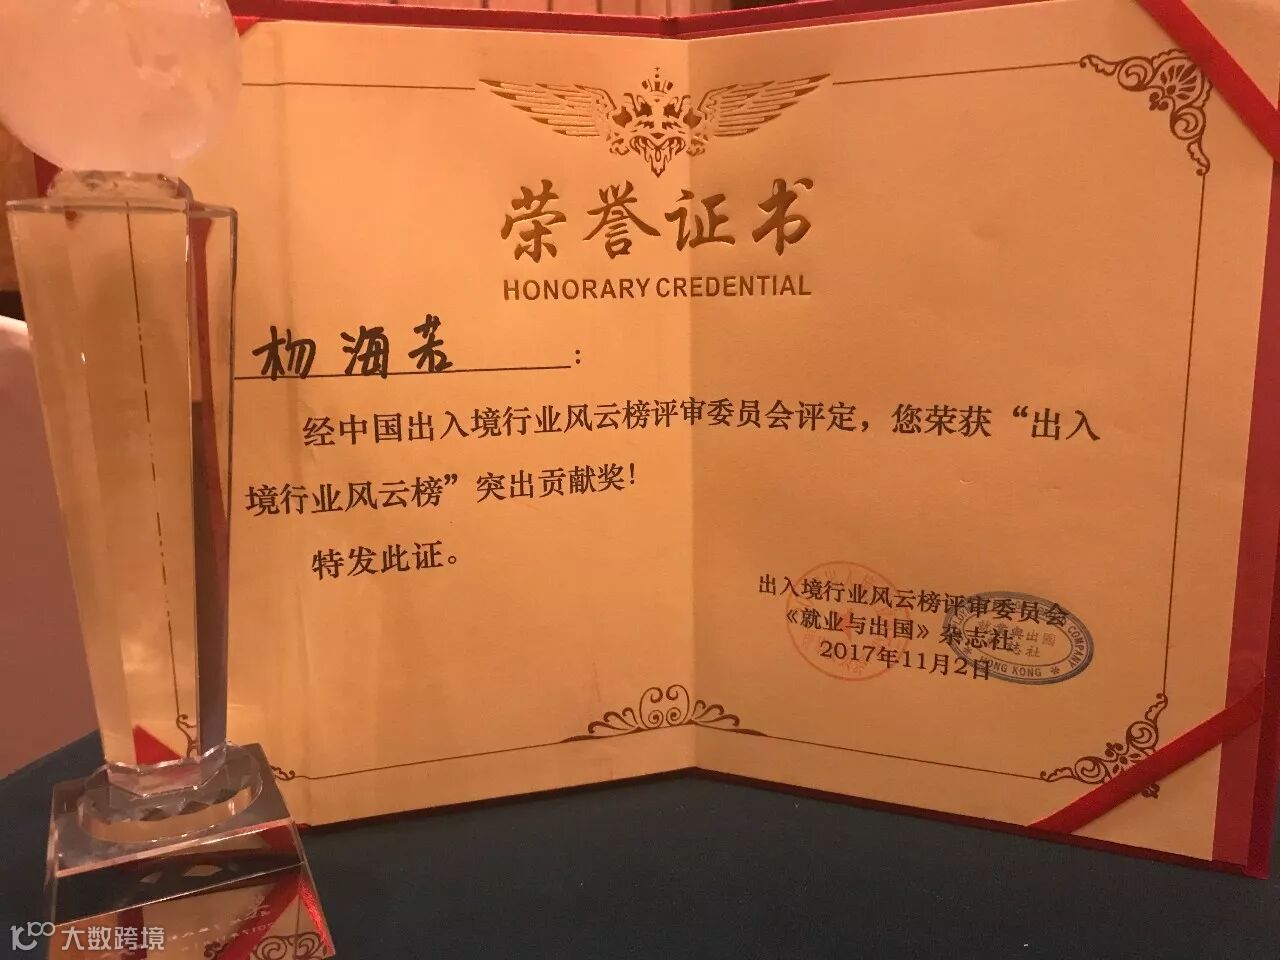 荣誉证书
HONORARY CREDENTIAL
杨海若:
经中国出入境行业风云榜评审委员会评定，您荣获“出入
境行业风云榜”突出贡献奖!
特发此证。
出入境行业风云榜评审委员会
《就业与出国》杂志社
2017年11月2日
COMPANY
HONG KONG
大数跨境